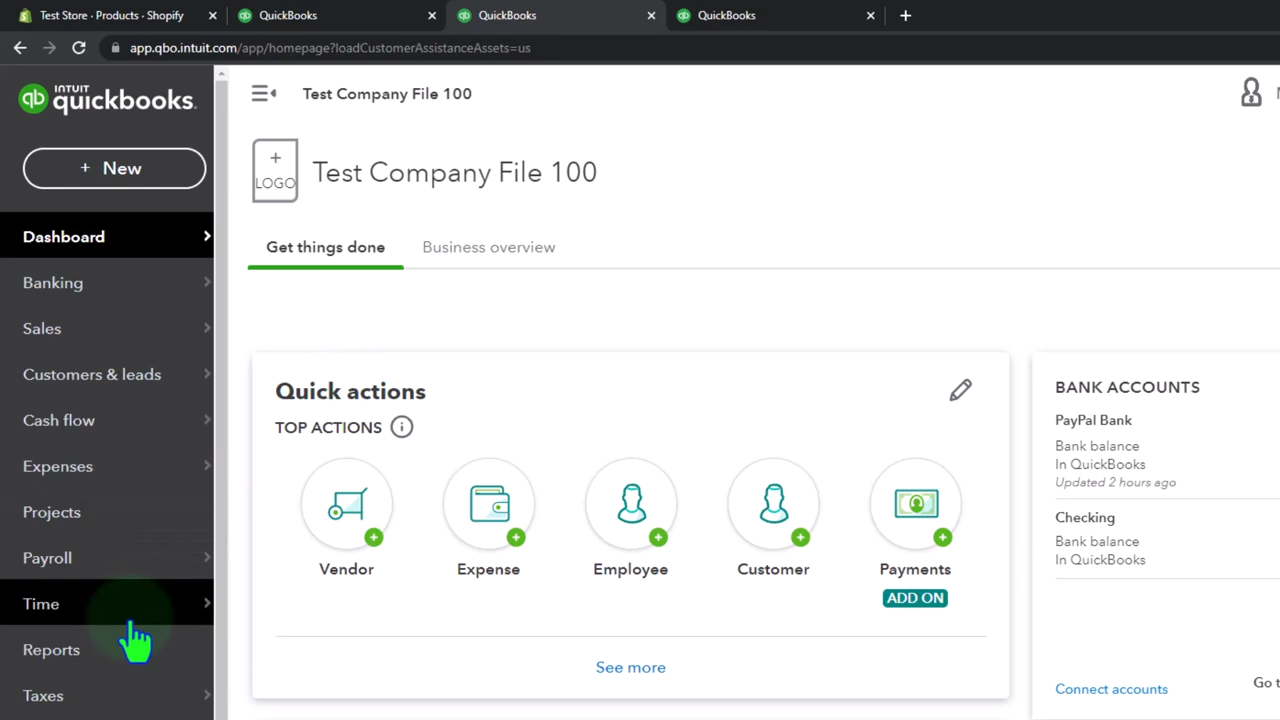 Test Store · Products · Shopify
QuickBooks
QuickBooks
QuickBooks
app.qbo.intuit.com/app/homepage?loadCustomerAssistanceAssets=us
INTUIT
quickbooks.
Test Company File 100
+ New
+
LOGO
Test Company File 100
Dashboard
Get things done
Business overview
Banking
Sales
Customers & leads
Cash flow
Expenses
Projects
Payroll
Time
Reports
Taxes
Quick actions
TOP ACTIONS
Vendor
Expense
Employee
Customer
Payments
ADD ON
See more
BANK ACCOUNTS
PayPal Bank
Bank balance
In QuickBooks
Updated 2 hours ago
Checking
Bank balance
In QuickBooks
Connect accounts
Go